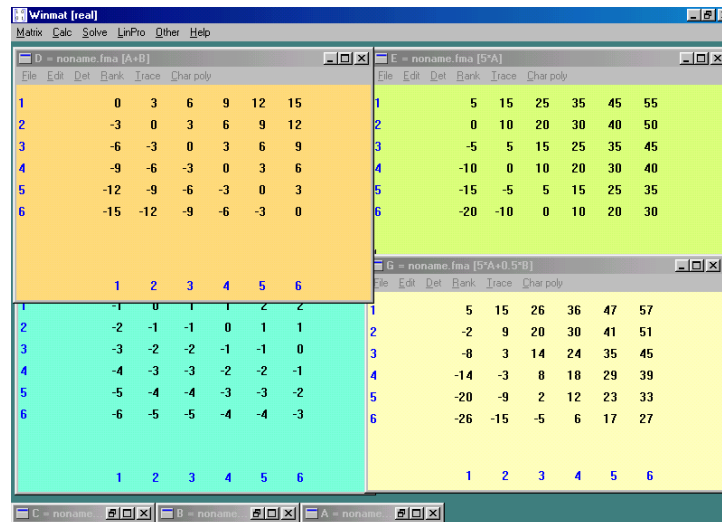 Winmat [real]
Matrix Calc Solve LinPro Other Help
D = noname.fma [A+B]
File Edit Det Rank Trace Char poly
1 0 3 6 9 12 15
2 -3 0 3 6 9 12
3 -6 -3 0 3 6 9
4 -9 -6 -3 0 3 6
5 -12 -9 -6 -3 0 3
6 -15 -12 -9 -6 -3 0
1 2 3 4 5 6
E = noname.fma [5*A]
File Edit Det Rank Trace Char poly
1 5 15 25 35 45 55
2 0 10 20 30 40 50
3 -5 5 15 25 35 45
4 -10 0 10 20 30 40
5 -15 -5 5 15 25 35
6 -20 -10 0 10 20 30
1 -1 0 1 1 2 2
2 -2 -1 -1 0 1 1
3 -3 -2 -2 -1 -1 0
4 -4 -3 -3 -2 -2 -1
5 -5 -4 -4 -3 -3 -2
6 -6 -5 -5 -4 -4 -3
1 2 3 4 5 6
G = noname.fma [5*A+0.5*B]
File Edit Det Rank Trace Char poly
1 5 15 26 36 47 57
2 -2 9 20 30 41 51
3 -8 3 14 24 35 45
4 -14 -3 8 18 29 39
5 -20 -9 2 12 23 33
6 -26 -15 -5 6 17 27
1 2 3 4 5 6
C = noname...
B = noname...
A = noname...